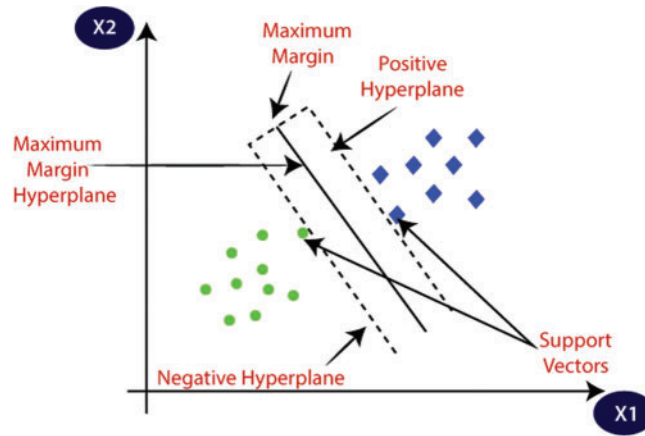 X2
Maximum
Margin
Positive
Hyperplane
Maximum
Margin
Hyperplane
Support
Vectors
Negative Hyperplane
X1